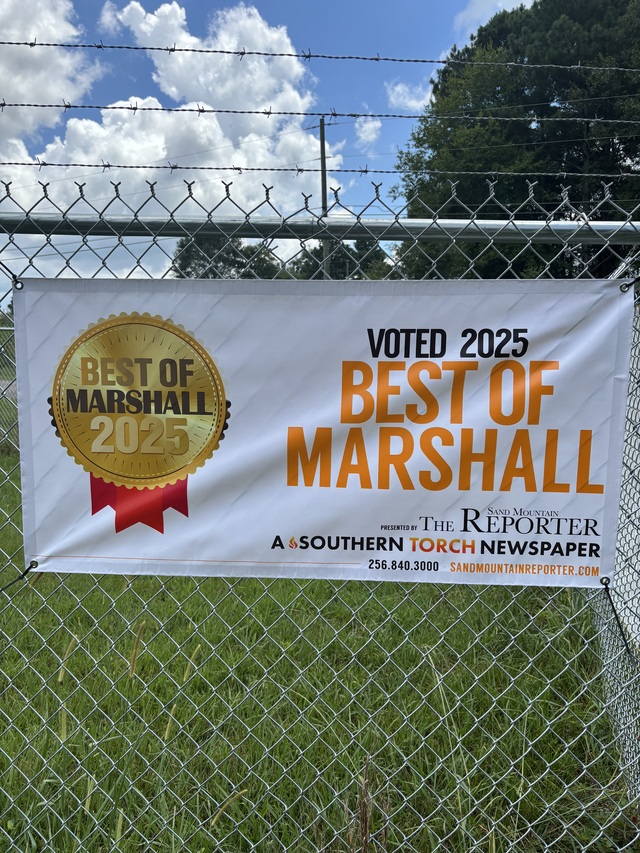 BEST OF
MARSHALL
2025
VOTED 2025
BEST OF
MARSHALL
PRESENTED BY THE SAND MOUNTAIN REPORTER
A SOUTHERN TORCH NEWSPAPER
256.840.3000 SANDMOUNTAINREPORTER.COM